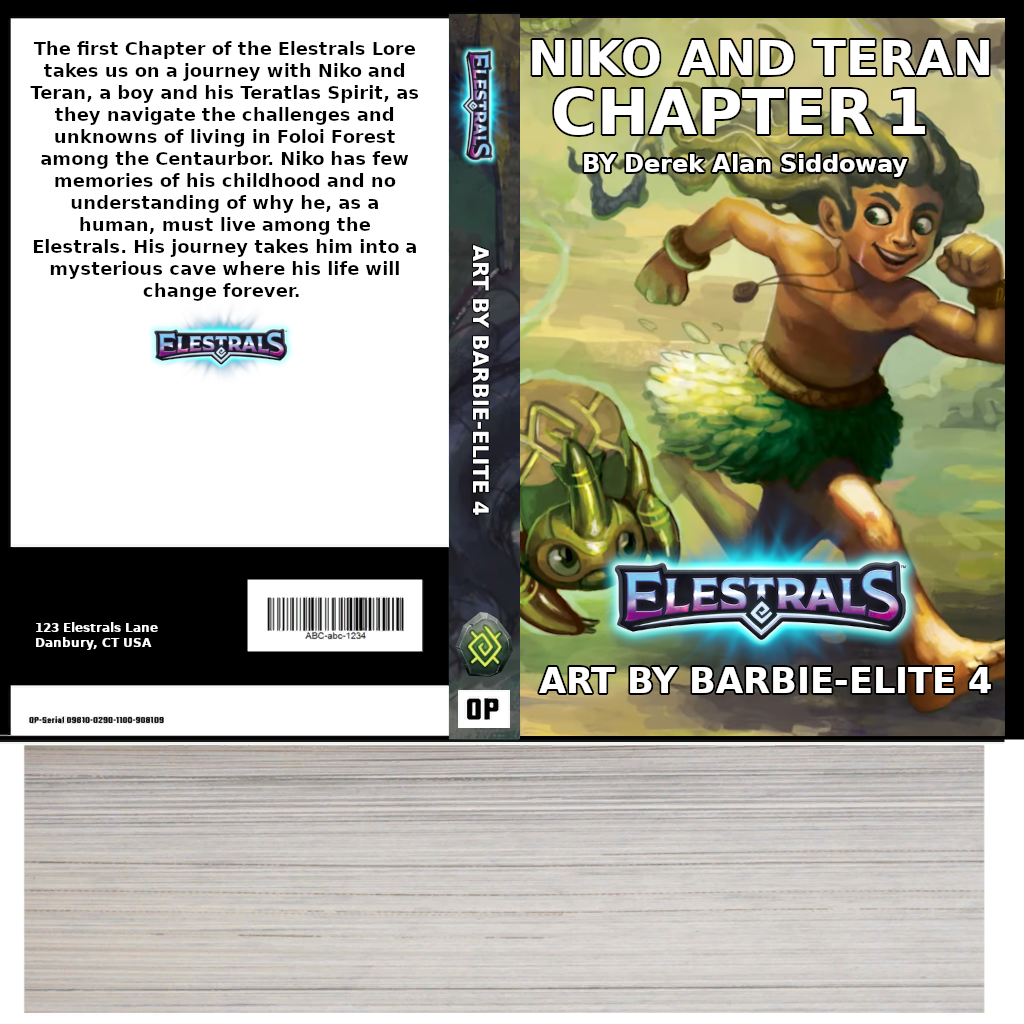 The first Chapter of the Elestrals Lore
takes us on a journey with Niko and
Teran, a boy and his Teratlas Spirit, as
they navigate the challenges and
unknowns of living in Foloi Forest
among the Centaurbor. Niko has few
memories of his childhood and no
understanding of why he, as a
human, must live among the
Elestrals. His journey takes him into a
mysterious cave where his life will
change forever.
ELESTRALS
123 Elestrals Lane
Danbury, CT USA
ABC-abc-1234
OP-Serial 09810-0290-1100-908109
ELESTRALS
ART BY BARBIE-ELITE 4
OP
NIKO AND TERAN
CHAPTER 1
BY Derek Alan Siddoway
ELESTRALS™
ART BY BARBIE-ELITE 4